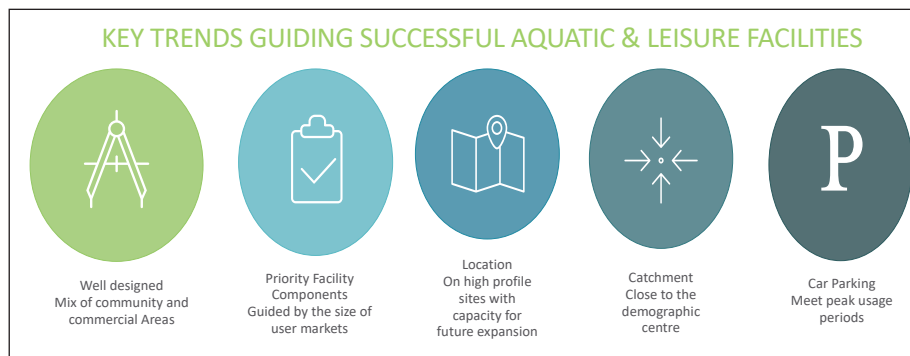 KEY TRENDS GUIDING SUCCESSFUL AQUATIC & LEISURE FACILITIES
P
Well designed
Mix of community and
commercial Areas
Priority Facility
Components
Guided by the size of
user markets
Location
On high profile
sites with
capacity for
future expansion
Catchment
Close to the
demographic
centre
Car Parking
Meet peak usage
periods